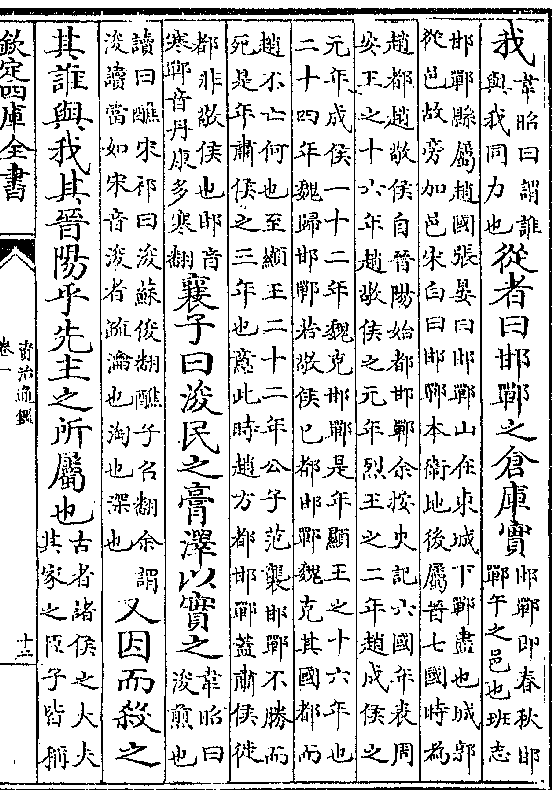 我韋昭曰謂誰
與我同力也從者曰邯鄲之倉庫實邯鄲即春秋邯
鄲午之邑也班志
邯鄲縣屬趙國張晏曰邯鄲山在東城下鄲盡也城郭
從邑故旁加邑宋白曰邯鄲本衛地後屬晉七國時為
趙都趙敬侯自晉陽始都邯鄲余按史記六國年表周
安王之十六年趙敬侯之元年烈王之二年趙成侯之
元年成侯一十二年魏克邯鄲是年顯王之十六年也
二十四年魏歸邯鄲若敬侯已都邯鄲魏克其國都而
趙不亡何也至顯王二十二年公子范襲邯鄲不勝而
死是年肅侯之三年也意此時趙方都邯鄲蓋肅侯徙
都非敬侯也邯音
寒鄲音丹康多寒翻襄子曰浚民之膏澤以實之韋昭曰
浚煎也
讀曰醮宋祁曰浚蘇俊翻醮子召翻余謂
浚讀當如宋音浚者疏瀹也淘也深也又因而殺之
其誰與我其晉陽乎先主之所屬也古者諸侯之大夫
其家之臣子皆稱
欽定四庫全書
資治通鑑
卷一